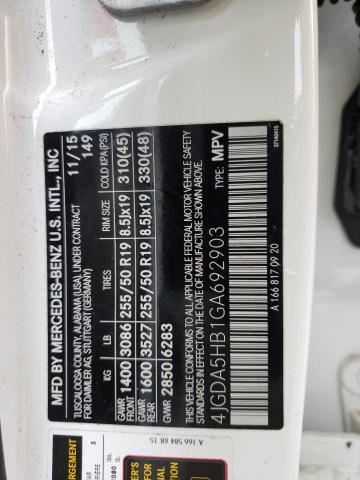 MFD BY MERCEDES-BENZ U.S. INTL., INC
TUSCALOOSA COUNTY, ALABAMA (USA) UNDER CONTRACT
FOR DAIMLER AG, STUTTGART (GERMANY)
11/15
149
KG LB TIRES RIM SIZE COLD KPA (PSI)
GAWR FRONT 1400 3086 255/50 R19 8.5Jx19 310(45)
GAWR REAR 1600 3527 255/50 R19 8.5Jx19 330(48)
GVWR 2850 6283
THIS VEHICLE CONFORMS TO ALL APPLICABLE FEDERAL MOTOR VEHICLE SAFETY
STANDARDS IN EFFECT ON THE DATE OF MANUFACTURE SHOWN ABOVE.
4JGDA5HB1GA692903 TYPE: MPV
A 166 817 09 20
A 166 584 68 15